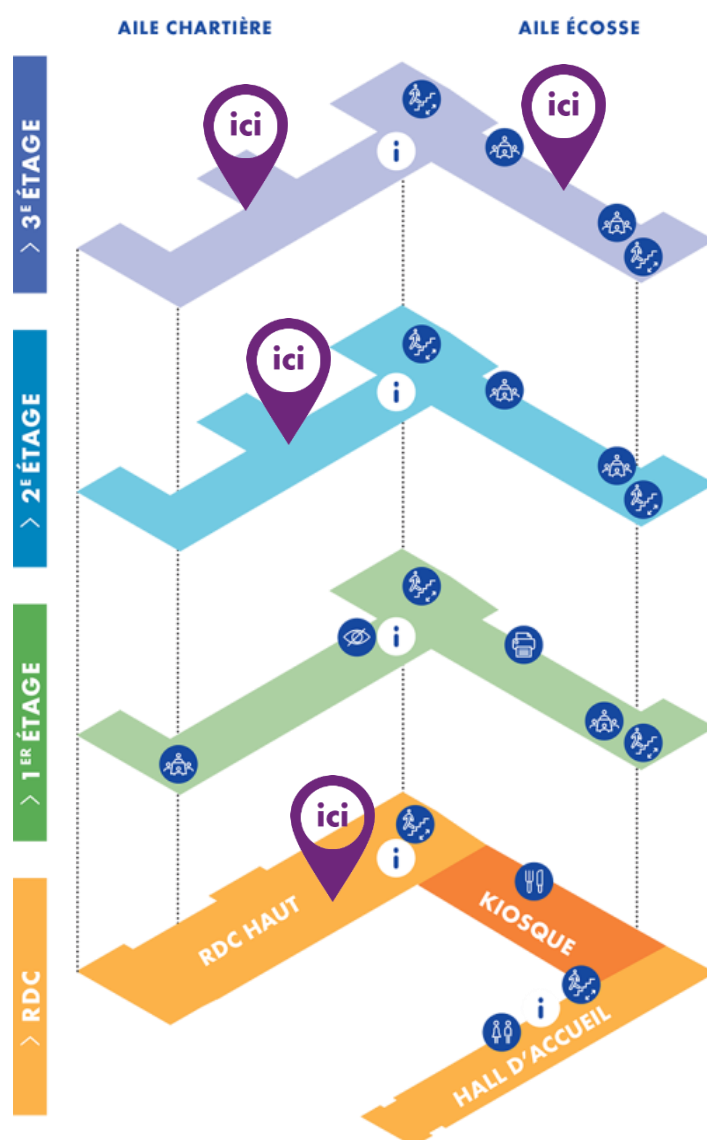 AILE CHARTIÈRE
AILE ÉCOSSE
> 3E ÉTAGE
ici
ici
i
> 2E ÉTAGE
ici
i
> 1ER ÉTAGE
i
> RDC
ici
i
RDC HAUT
KIOSQUE
i
HALL D'ACCUEIL